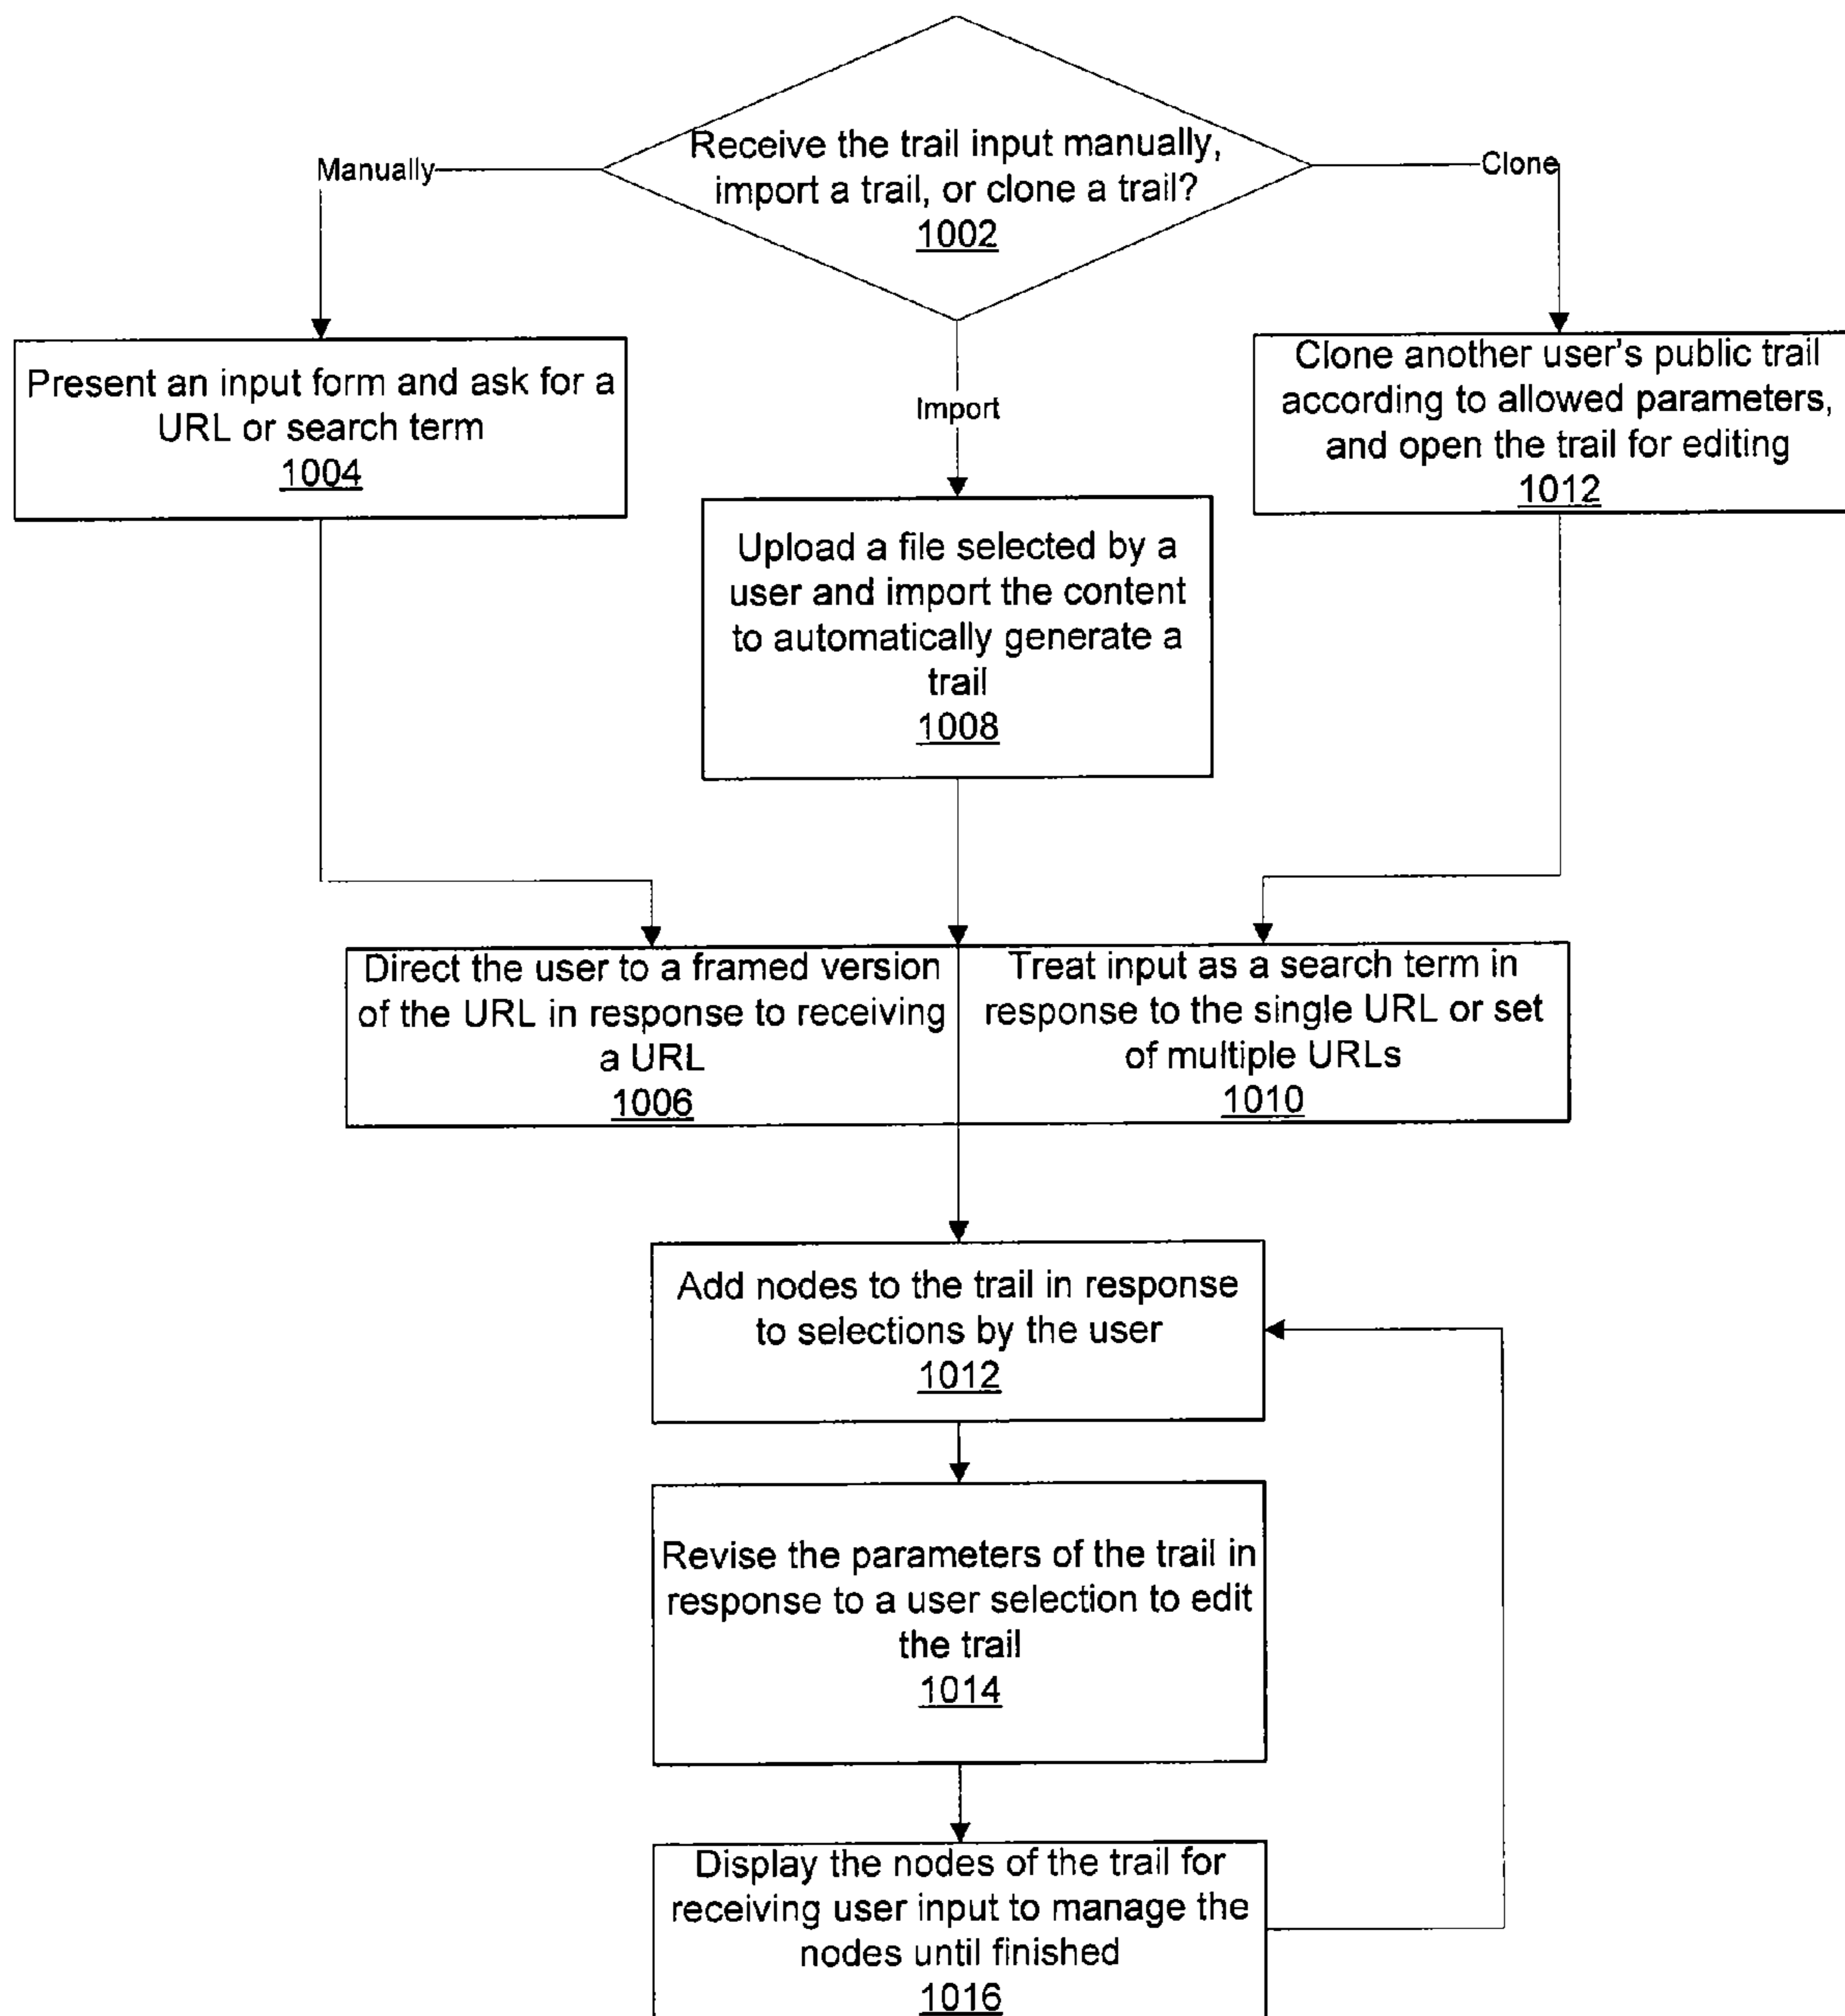 Receive the trail input manually,
import a trail, or clone a trail?
1002
Manually
Clone
Import
Present an input form and ask for a
URL or search term
1004
Upload a file selected by a
user and import the content
to automatically generate a
trail
1008
Clone another user's public trail
according to allowed parameters,
and open the trail for editing
1012
Direct the user to a framed version
of the URL in response to receiving
a URL
1006
Treat input as a search term in
response to the single URL or set
of multiple URLs
1010
Add nodes to the trail in response
to selections by the user
1012
Revise the parameters of the trail in
response to a user selection to edit
the trail
1014
Display the nodes of the trail for
receiving user input to manage the
nodes until finished
1016